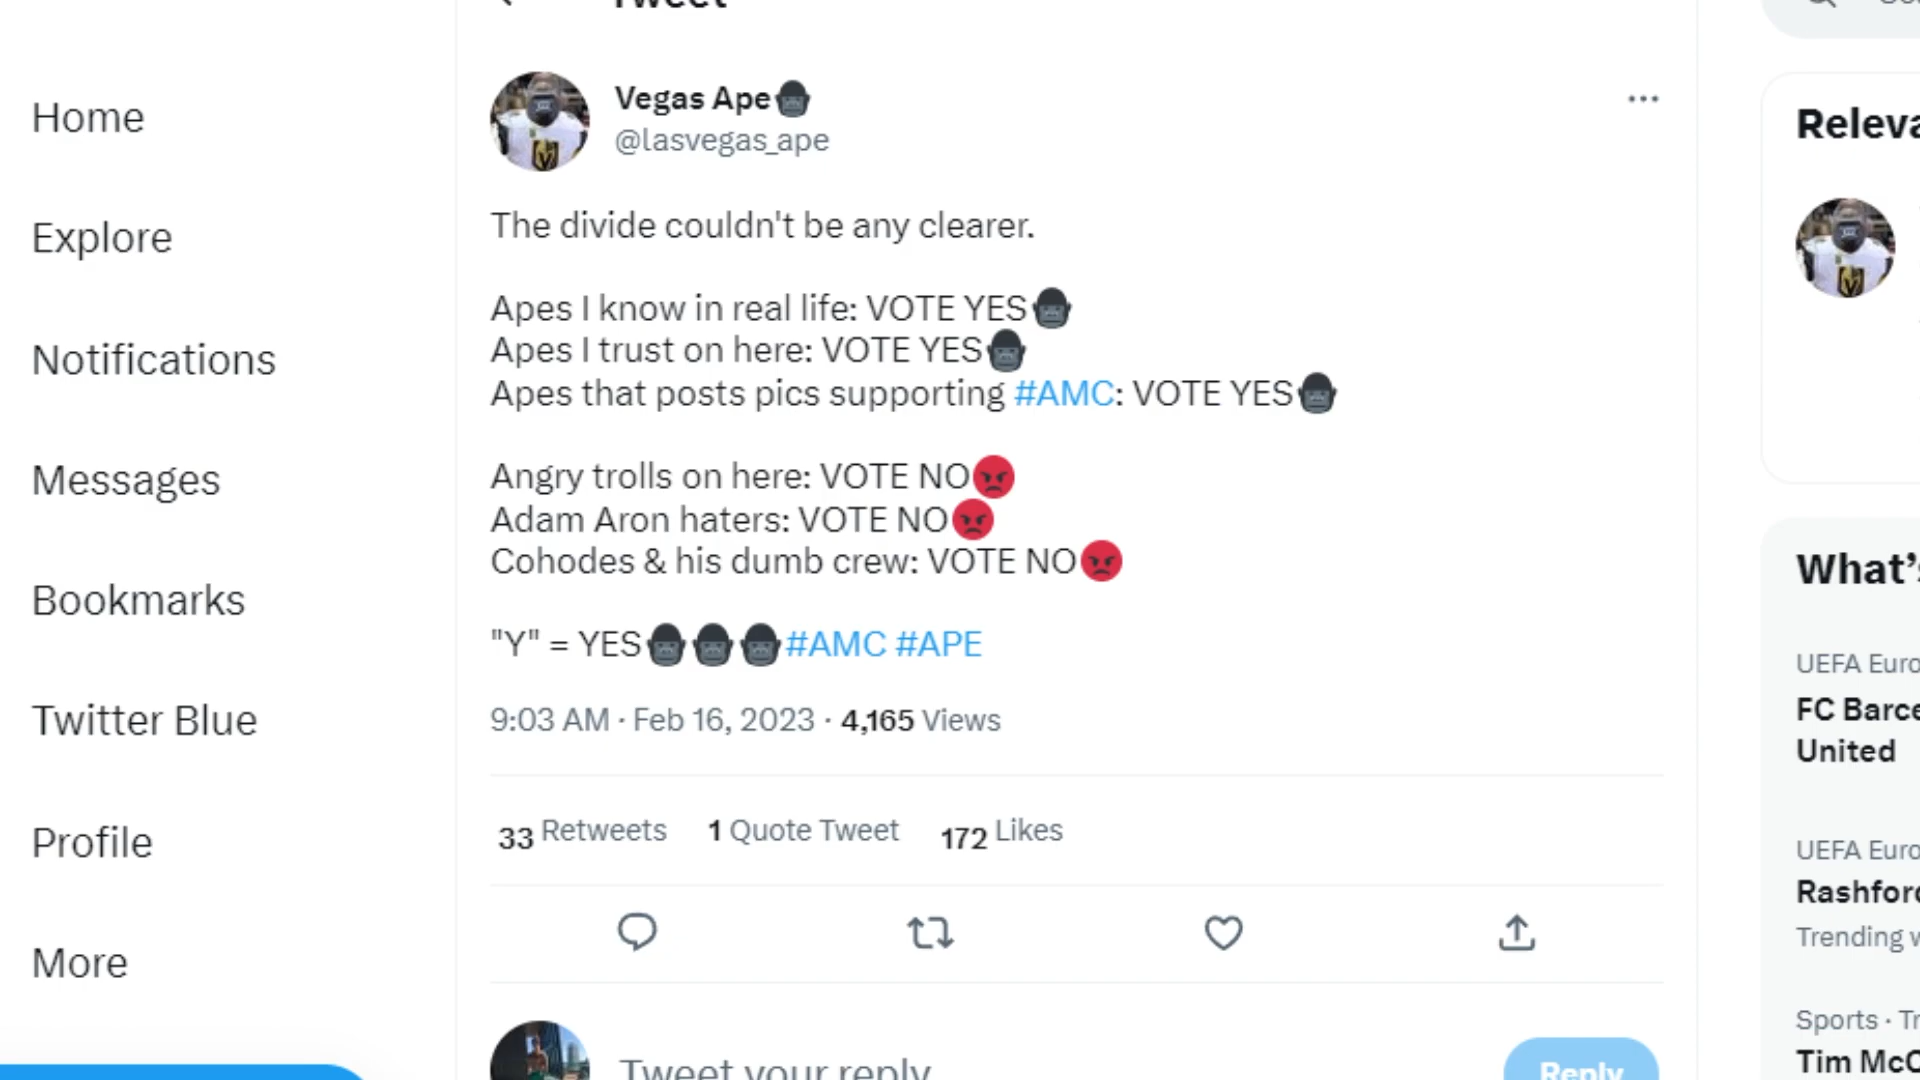 Tweet
Home
Explore
Notifications
Messages
Bookmarks
Twitter Blue
Profile
More
Vegas Ape🦍
@lasvegas_ape
The divide couldn't be any clearer.
Apes I know in real life: VOTE YES🦍
Apes I trust on here: VOTE YES🦍
Apes that posts pics supporting #AMC: VOTE YES🦍
Angry trolls on here: VOTE NO😡
Adam Aron haters: VOTE NO😡
Cohodes & his dumb crew: VOTE NO😡
"Y" = YES🦍🦍🦍#AMC #APE
9:03 AM · Feb 16, 2023 · 4,165 Views
33 Retweets 1 Quote Tweet 172 Likes
Tweet your reply
Reply
Releva
What's
UEFA Euro
FC Barce
United
UEFA Euro
Rashford
Trending w
Sports · Tr
Tim McC